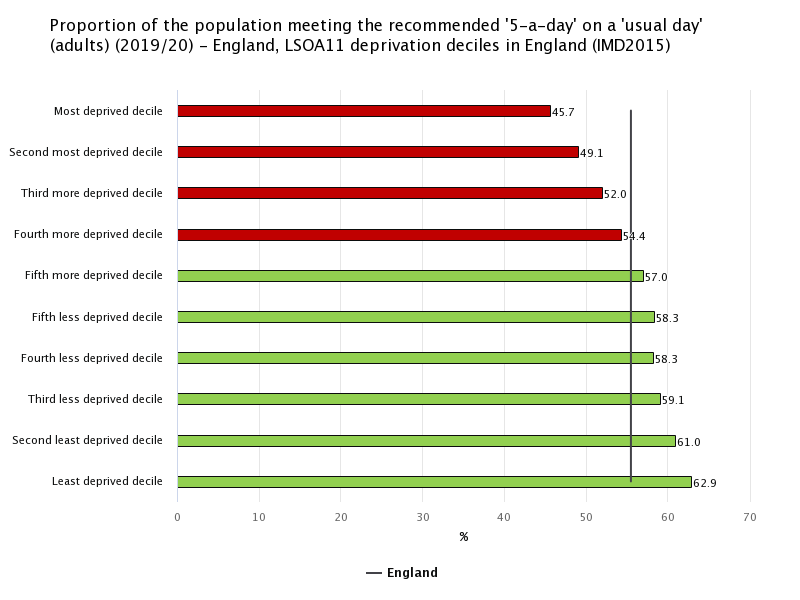 Proportion of the population meeting the recommended '5-a-day' on a 'usual day'
(adults) (2019/20) - England, LSOA11 deprivation deciles in England (IMD2015)
Most deprived decile 45.7
Second most deprived decile 49.1
Third more deprived decile 52.0
Fourth more deprived decile 54.4
Fifth more deprived decile 57.0
Fifth less deprived decile 58.3
Fourth less deprived decile 58.3
Third less deprived decile 59.1
Second least deprived decile 61.0
Least deprived decile 62.9
0 10 20 30 40 50 60 70
%
England